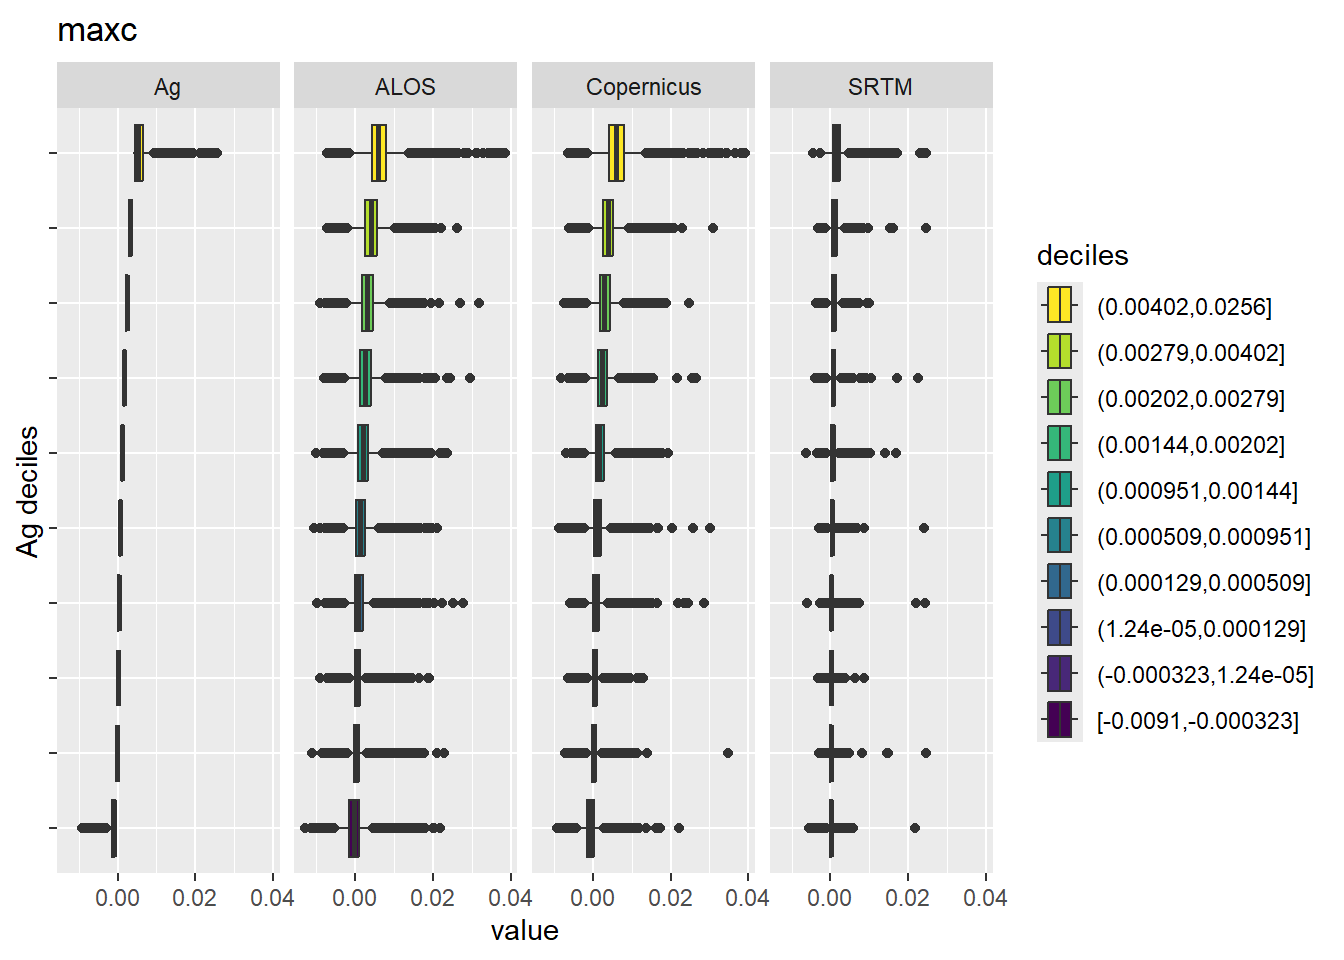 maxc
Ag ALOS Copernicus SRTM
Ag deciles
0.00 0.02 0.04 0.00 0.02 0.04 0.00 0.02 0.04 0.00 0.02 0.04
value
deciles
(0.00402,0.0256]
(0.00279,0.00402]
(0.00202,0.00279]
(0.00144,0.00202]
(0.000951,0.00144]
(0.000509,0.000951]
(0.000129,0.000509]
(1.24e-05,0.000129]
(-0.000323,1.24e-05]
[-0.0091,-0.000323]